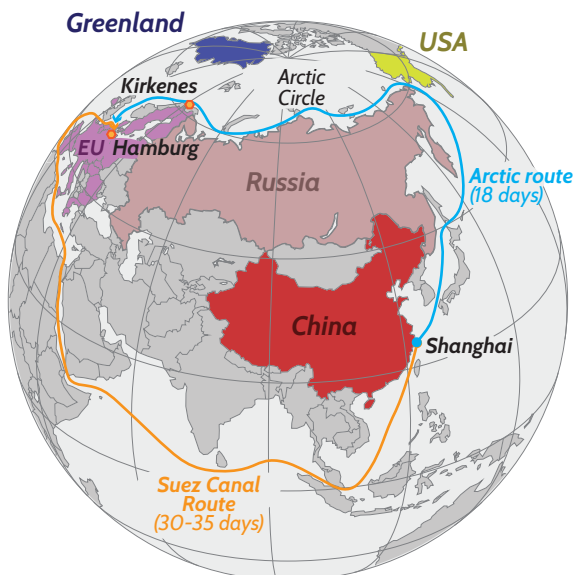 Greenland
USA
Kirkenes
Arctic
Circle
EU Hamburg
Russia
Arctic route
(18 days)
China
Shanghai
Suez Canal
Route
(30-35 days)